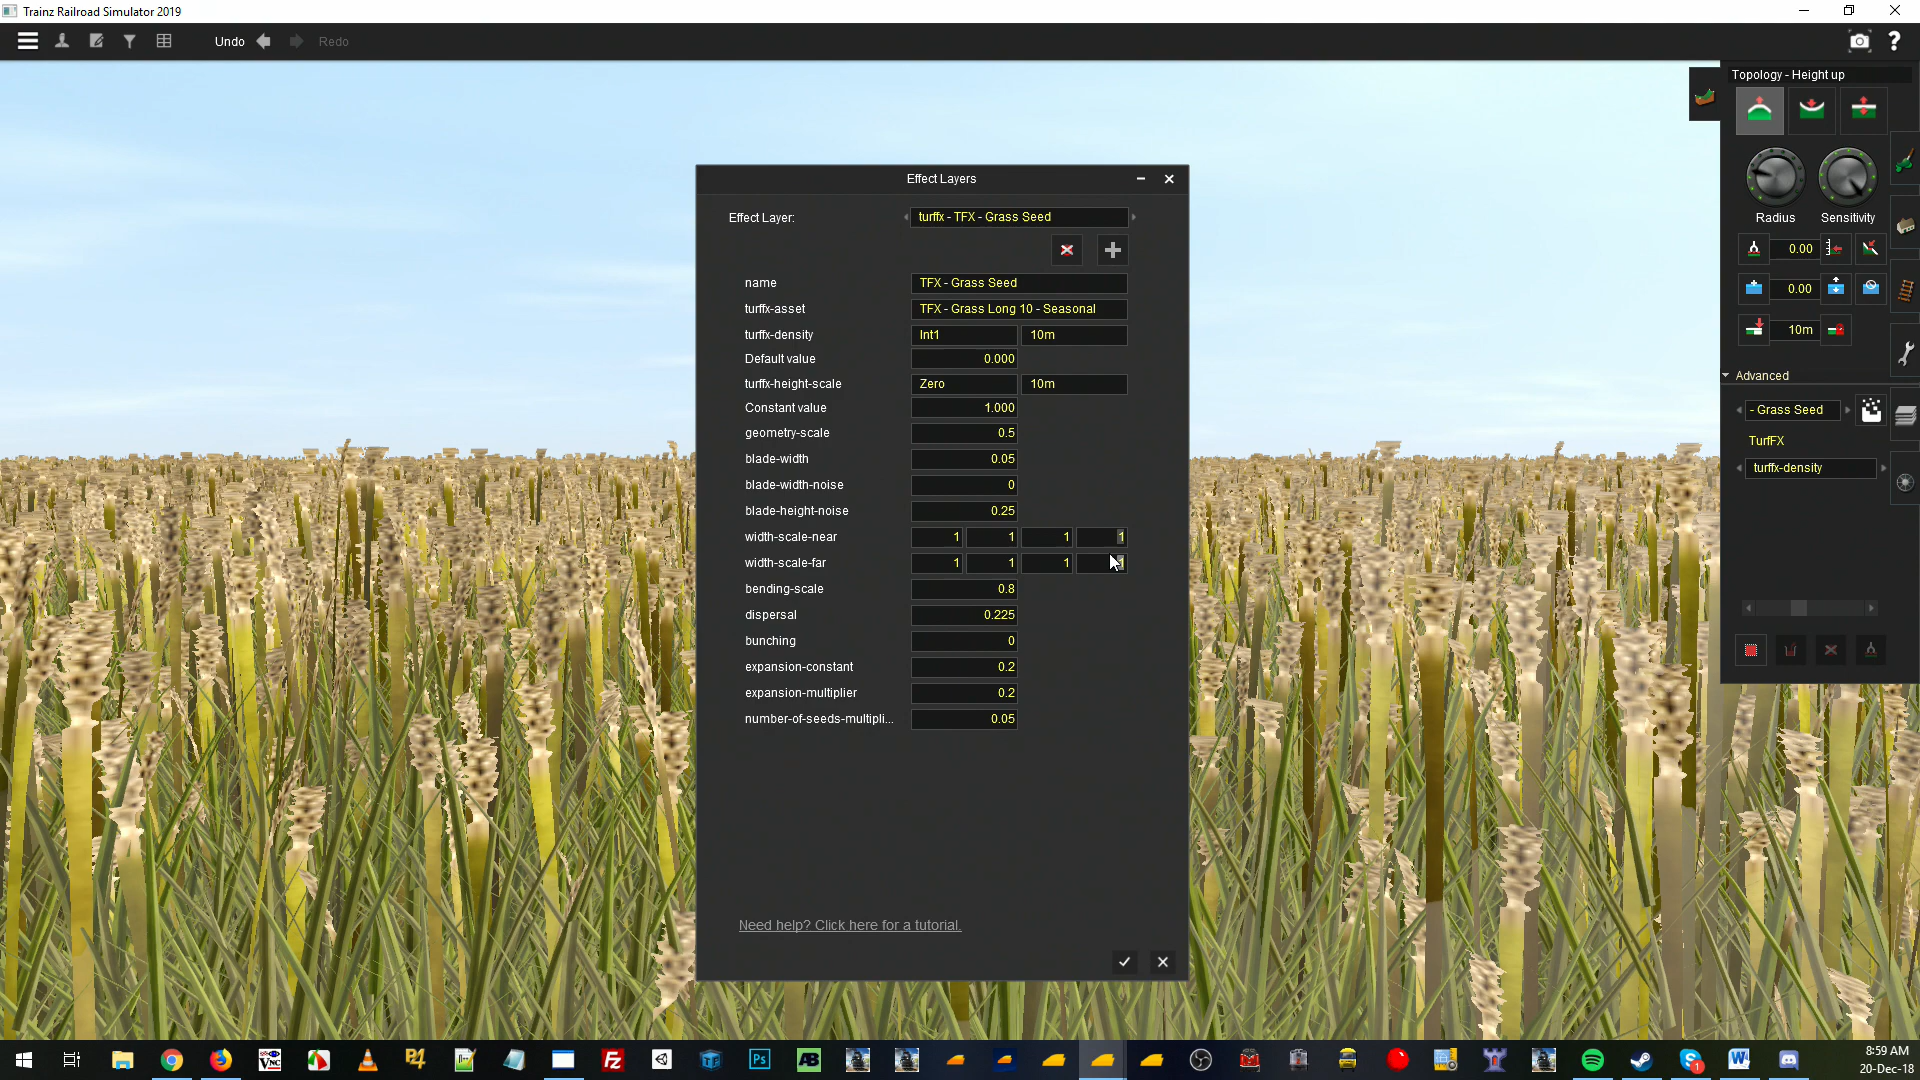 Trainz Railroad Simulator 2019
Undo
Redo
Topology - Height up
Radius
Sensitivity
0.00
0.00
10m
Advanced
- Grass Seed
TurfFX
turffx-density
Effect Layers
Effect Layer:
turffx - TFX - Grass Seed
name
TFX - Grass Seed
turffx-asset
TFX - Grass Long 10 - Seasonal
turffx-density
Int1
10m
Default value
0.000
turffx-height-scale
Zero
10m
Constant value
1.000
geometry-scale
0.5
blade-width
0.05
blade-width-noise
0
blade-height-noise
0.25
width-scale-near
1
1
1
1
width-scale-far
1
1
1
1
bending-scale
0.8
dispersal
0.225
bunching
0
expansion-constant
0.2
expansion-multiplier
0.2
number-of-seeds-multipli...
0.05
Need help? Click here for a tutorial.
8:59 AM
20-Dec-18